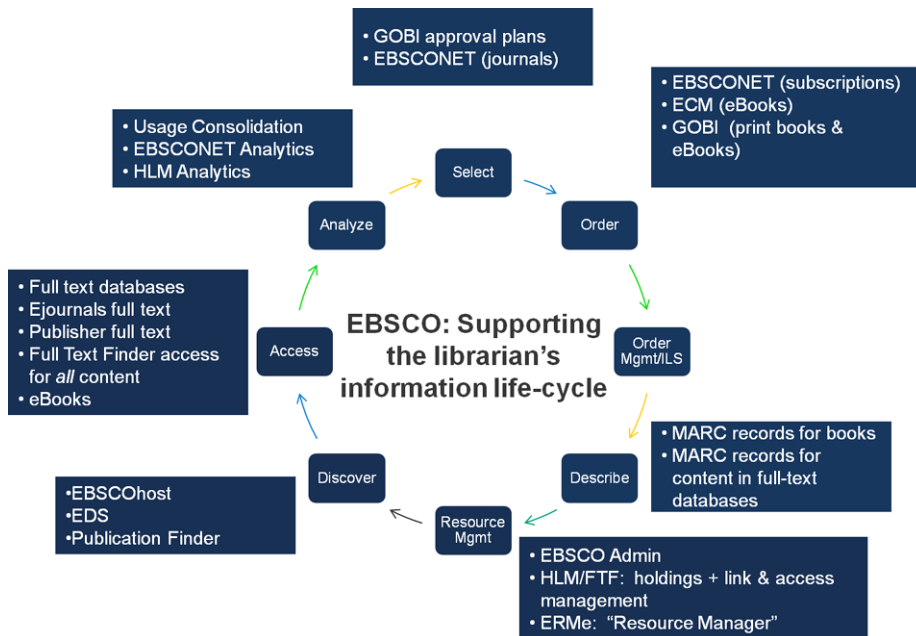 • GOBI approval plans
• EBSCONET (journals)
• EBSCONET (subscriptions)
• ECM (eBooks)
• GOBI (print books &
eBooks)
• Usage Consolidation
• EBSCONET Analytics
• HLM Analytics
Select
Analyze
Order
• Full text databases
• Ejournals full text
• Publisher full text
• Full Text Finder access
for all content
• eBooks
Access
EBSCO: Supporting
the librarian’s
information life-cycle
Order
Mgmt/ILS
• MARC records for books
• MARC records for
content in full-text
databases
Discover
Describe
•EBSCOhost
•EDS
•Publication Finder
Resource
Mgmt
• EBSCO Admin
• HLM/FTF: holdings + link & access
management
• ERMe: “Resource Manager”